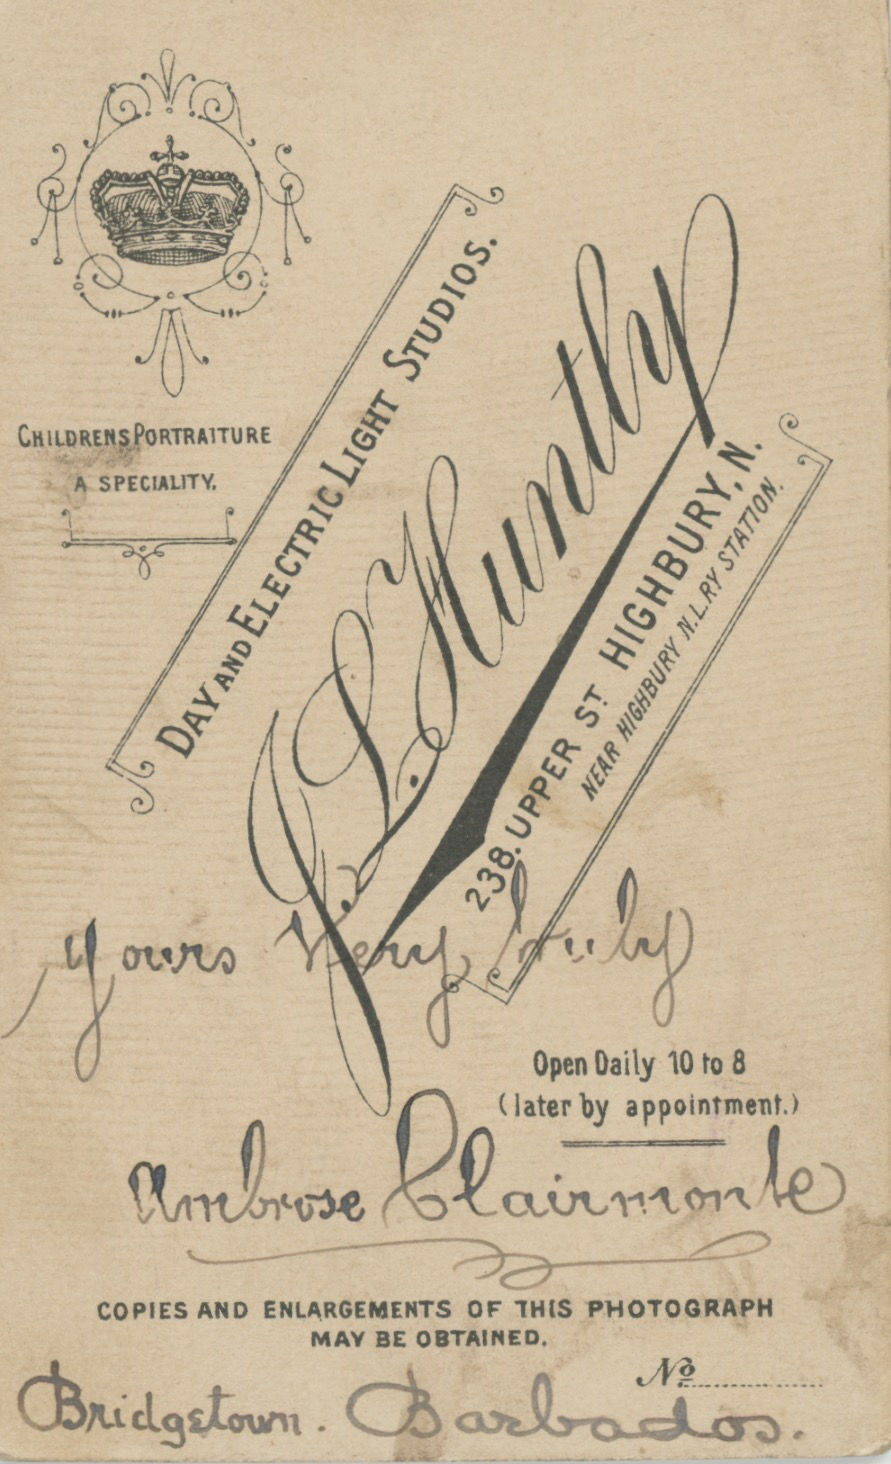 CHILDRENS PORTRAITURE
A SPECIALITY.
DAY AND ELECTRIC LIGHT STUDIOS.
J. L. Huntly
238. UPPER ST HIGHBURY, N.
NEAR HIGHBURY N.L.RY STATION.
yours very truly
Open Daily 10 to 8
(later by appointment.)
Ambrose Clairmonte
COPIES AND ENLARGEMENTS OF THIS PHOTOGRAPH
MAY BE OBTAINED.
No
Bridgetown. Barbados.